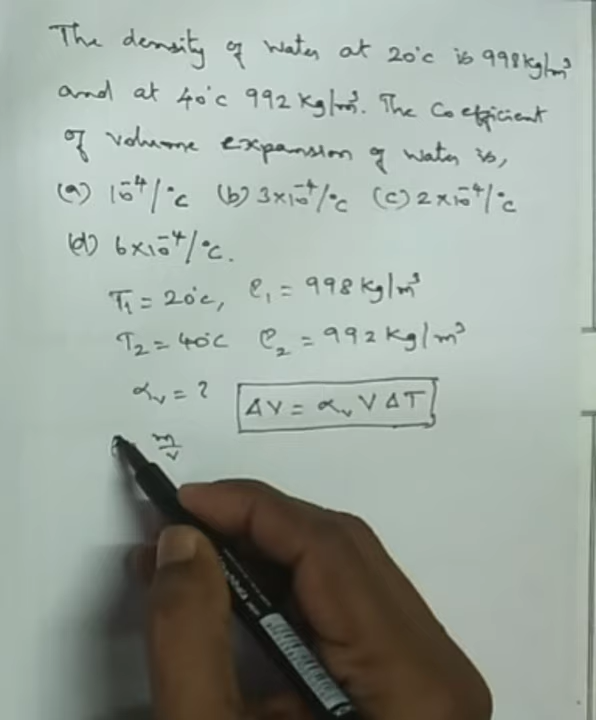 The density of water at 20°C is 998 kg/m³
and at 40°C 992 kg/m³. The Coefficient
of volume expansion of water is,
(a) 10⁻⁴/°C (b) 3×10⁻⁴/°C (c) 2×10⁻⁴/°C
(d) 6×10⁻⁴/°C.
T₁ = 20°C, ρ₁ = 998 kg/m³
T₂ = 40°C ρ₂ = 992 kg/m³
αᵥ = ? ΔV = αᵥ V ΔT
m/v